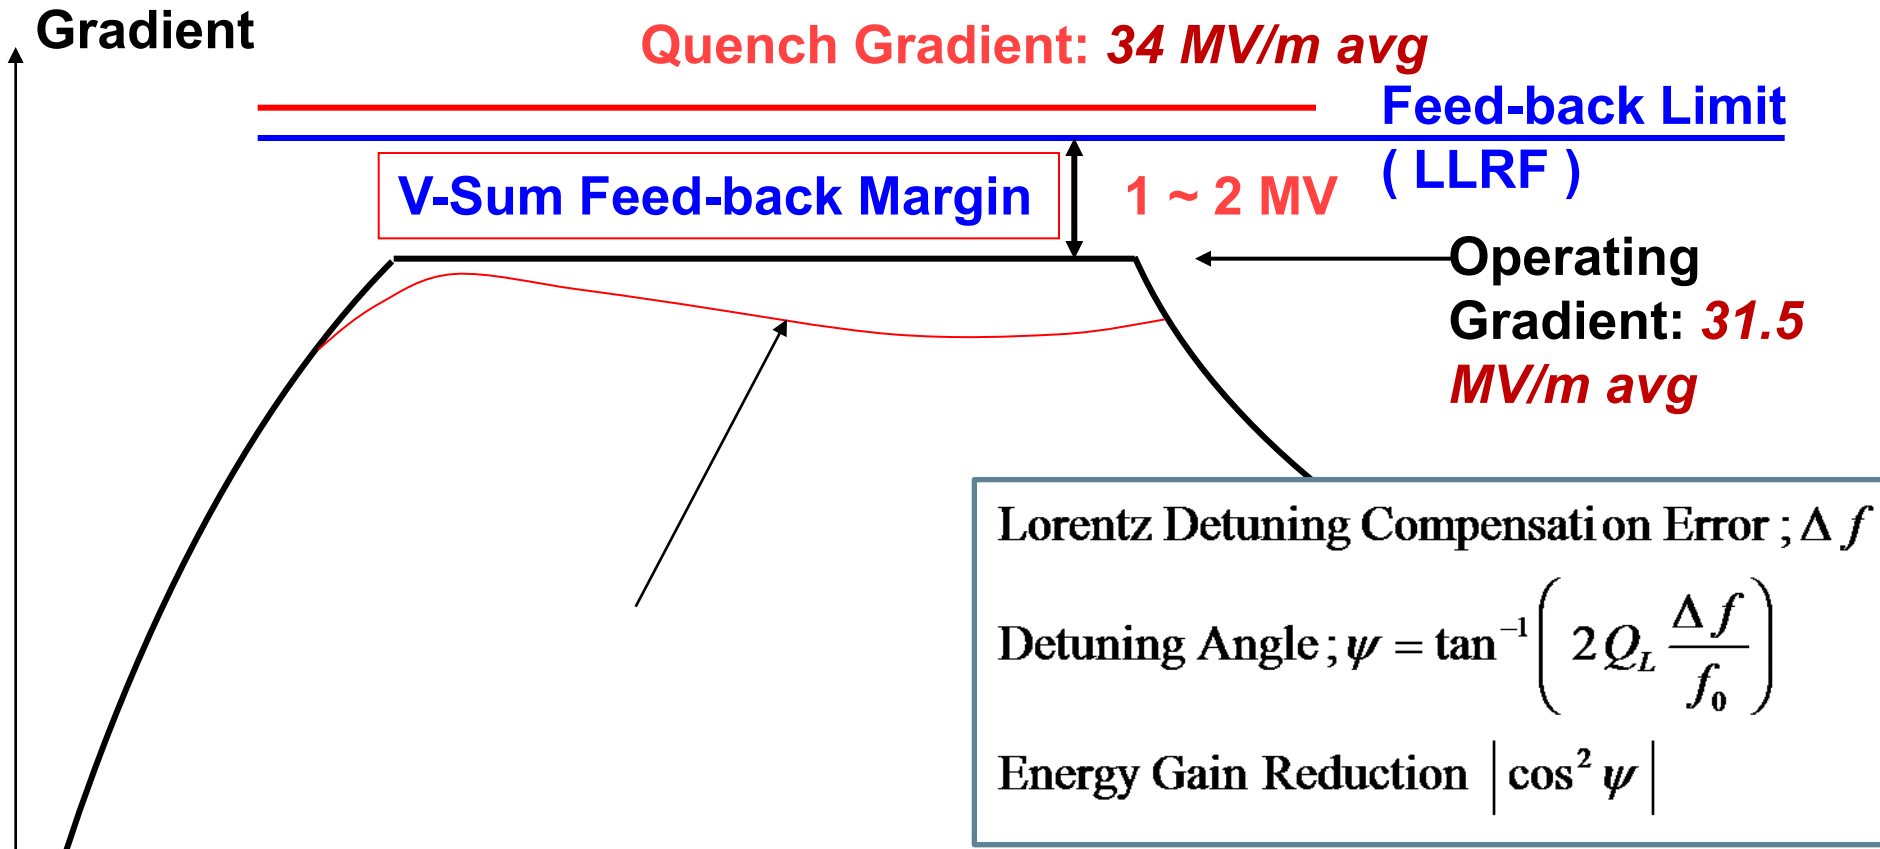 Gradient
Quench Gradient: 34 MV/m avg
Feed-back Limit
( LLRF )
V-Sum Feed-back Margin
1 ~ 2 MV
Operating
Gradient: 31.5
MV/m avg
Lorentz Detuning Compensati on Error ; Δ f
Detuning Angle ; ψ = tan⁻¹ ( 2 Q_L Δ f / f₀ )
Energy Gain Reduction | cos² ψ |